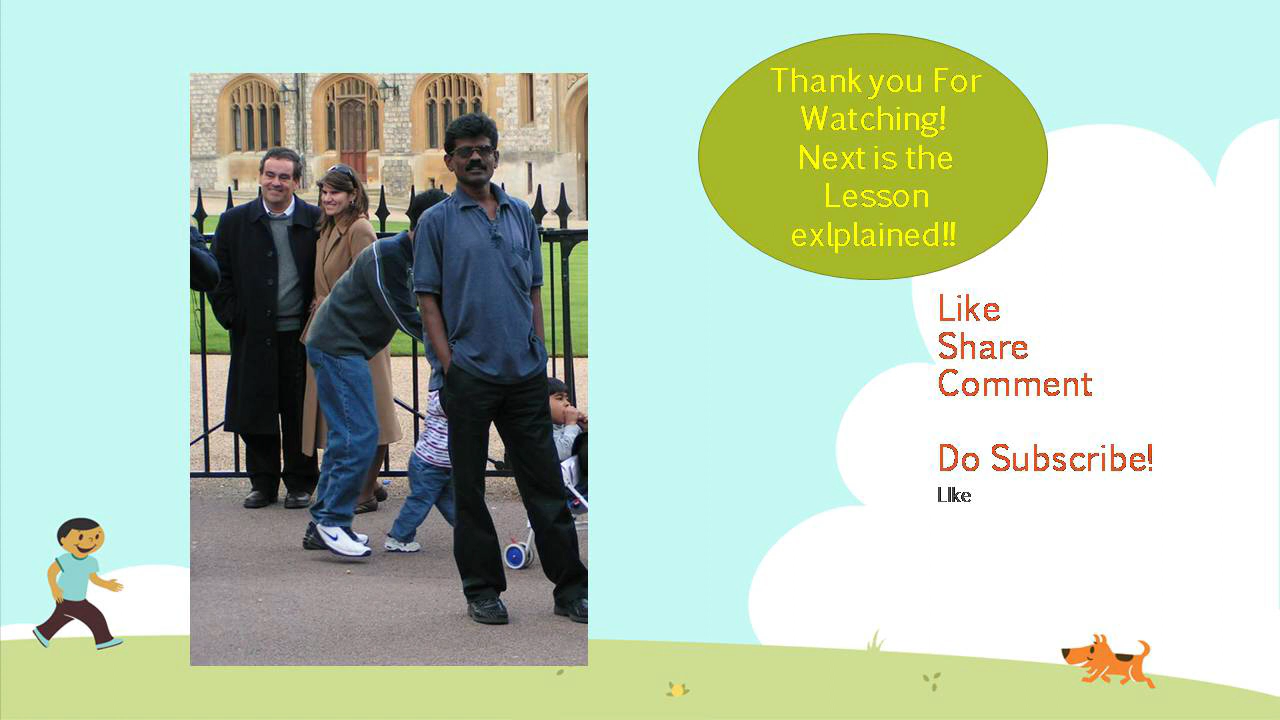 Thank you For
Watching!
Next is the
Lesson
exlplained!!
Like
Share
Comment
Do Subscribe!
Like